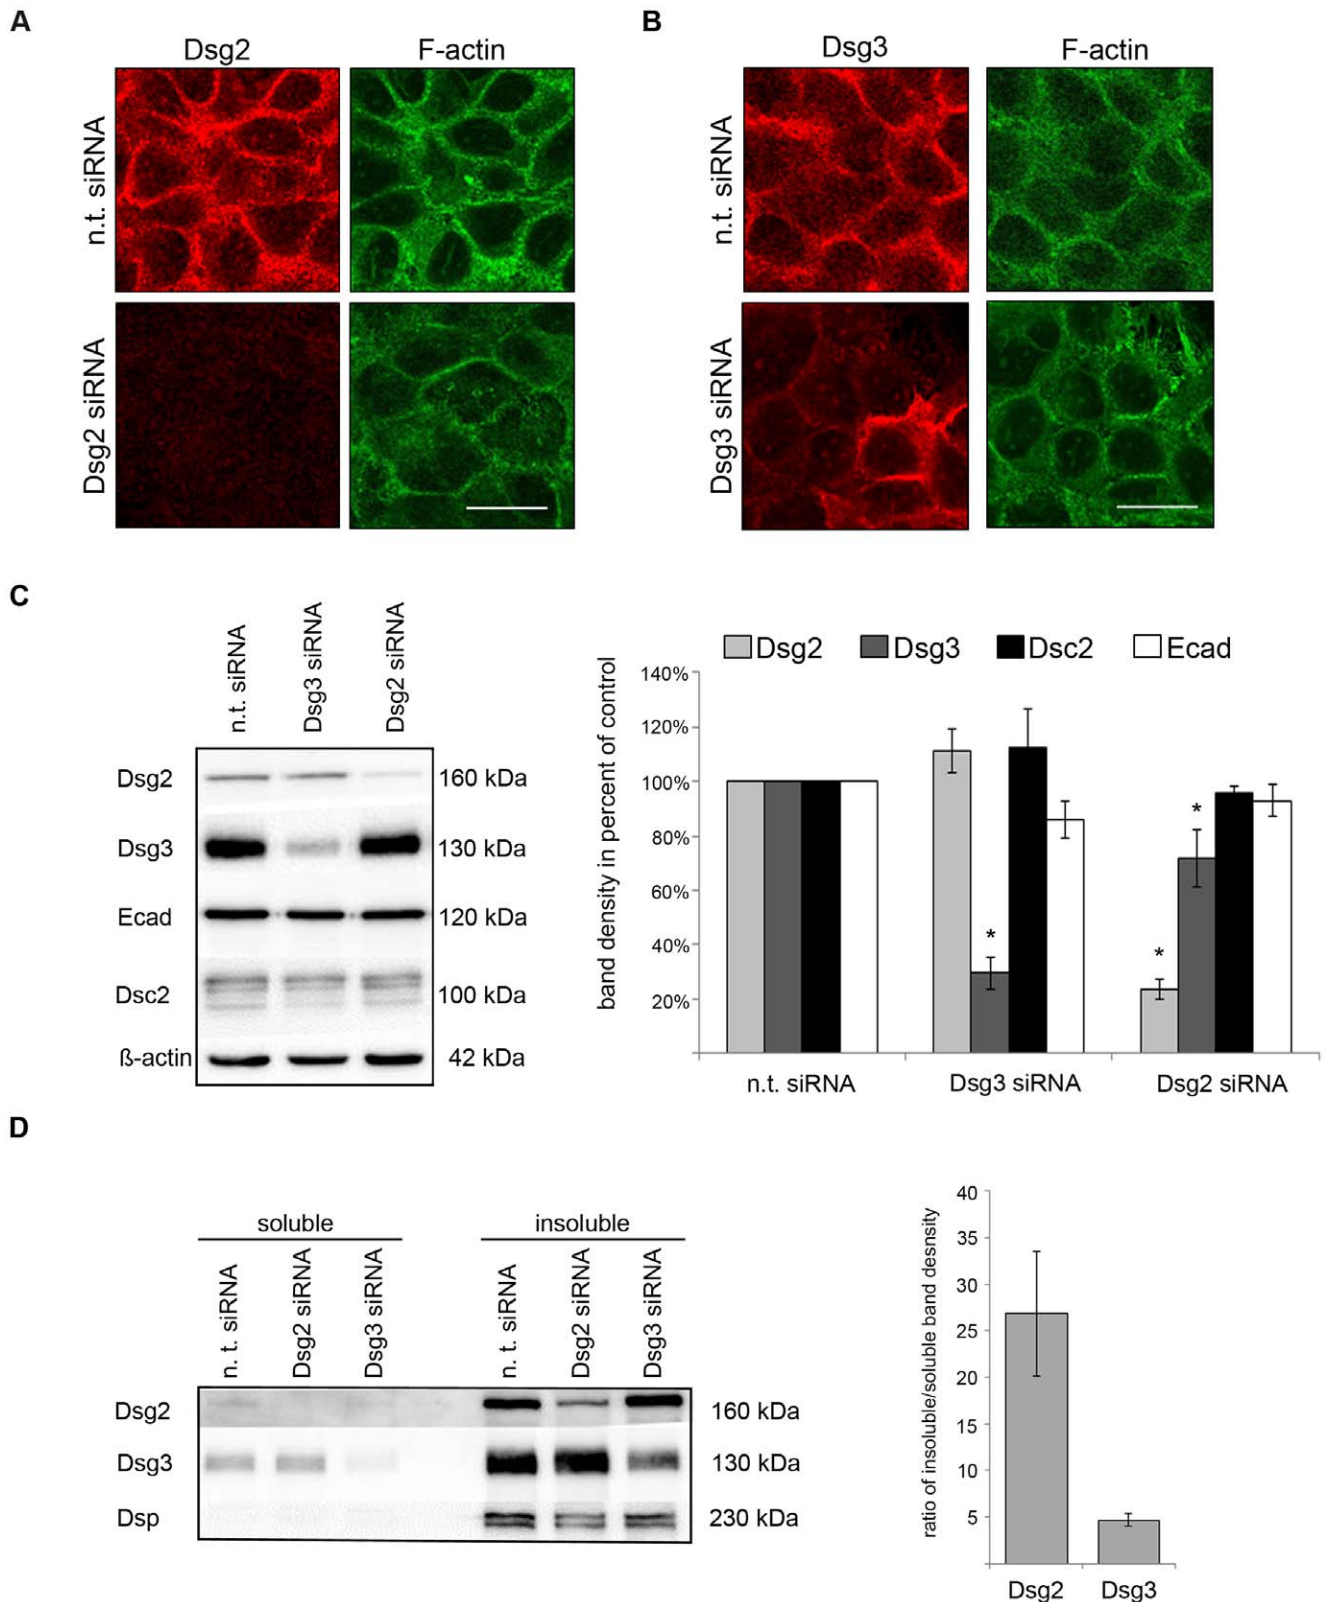 A
B
Dsg2
F-actin
Dsg3
F-actin
n.t. siRNA
n.t. siRNA
Dsg2 siRNA
Dsg3 siRNA
C
n.t. siRNA
Dsg3 siRNA
Dsg2 siRNA
Dsg2
160 kDa
Dsg3
130 kDa
Ecad
120 kDa
Dsc2
100 kDa
ß-actin
42 kDa
Dsg2
Dsg3
Dsc2
Ecad
band density in percent of control
140%
120%
100%
80%
60%
40%
20%
*
*
*
n.t. siRNA
Dsg3 siRNA
Dsg2 siRNA
D
soluble
insoluble
n. t. siRNA
Dsg2 siRNA
Dsg3 siRNA
n. t. siRNA
Dsg2 siRNA
Dsg3 siRNA
Dsg2
160 kDa
Dsg3
130 kDa
Dsp
230 kDa
ratio of insoluble/soluble band desnsity
40
35
30
25
20
15
10
5
Dsg2
Dsg3